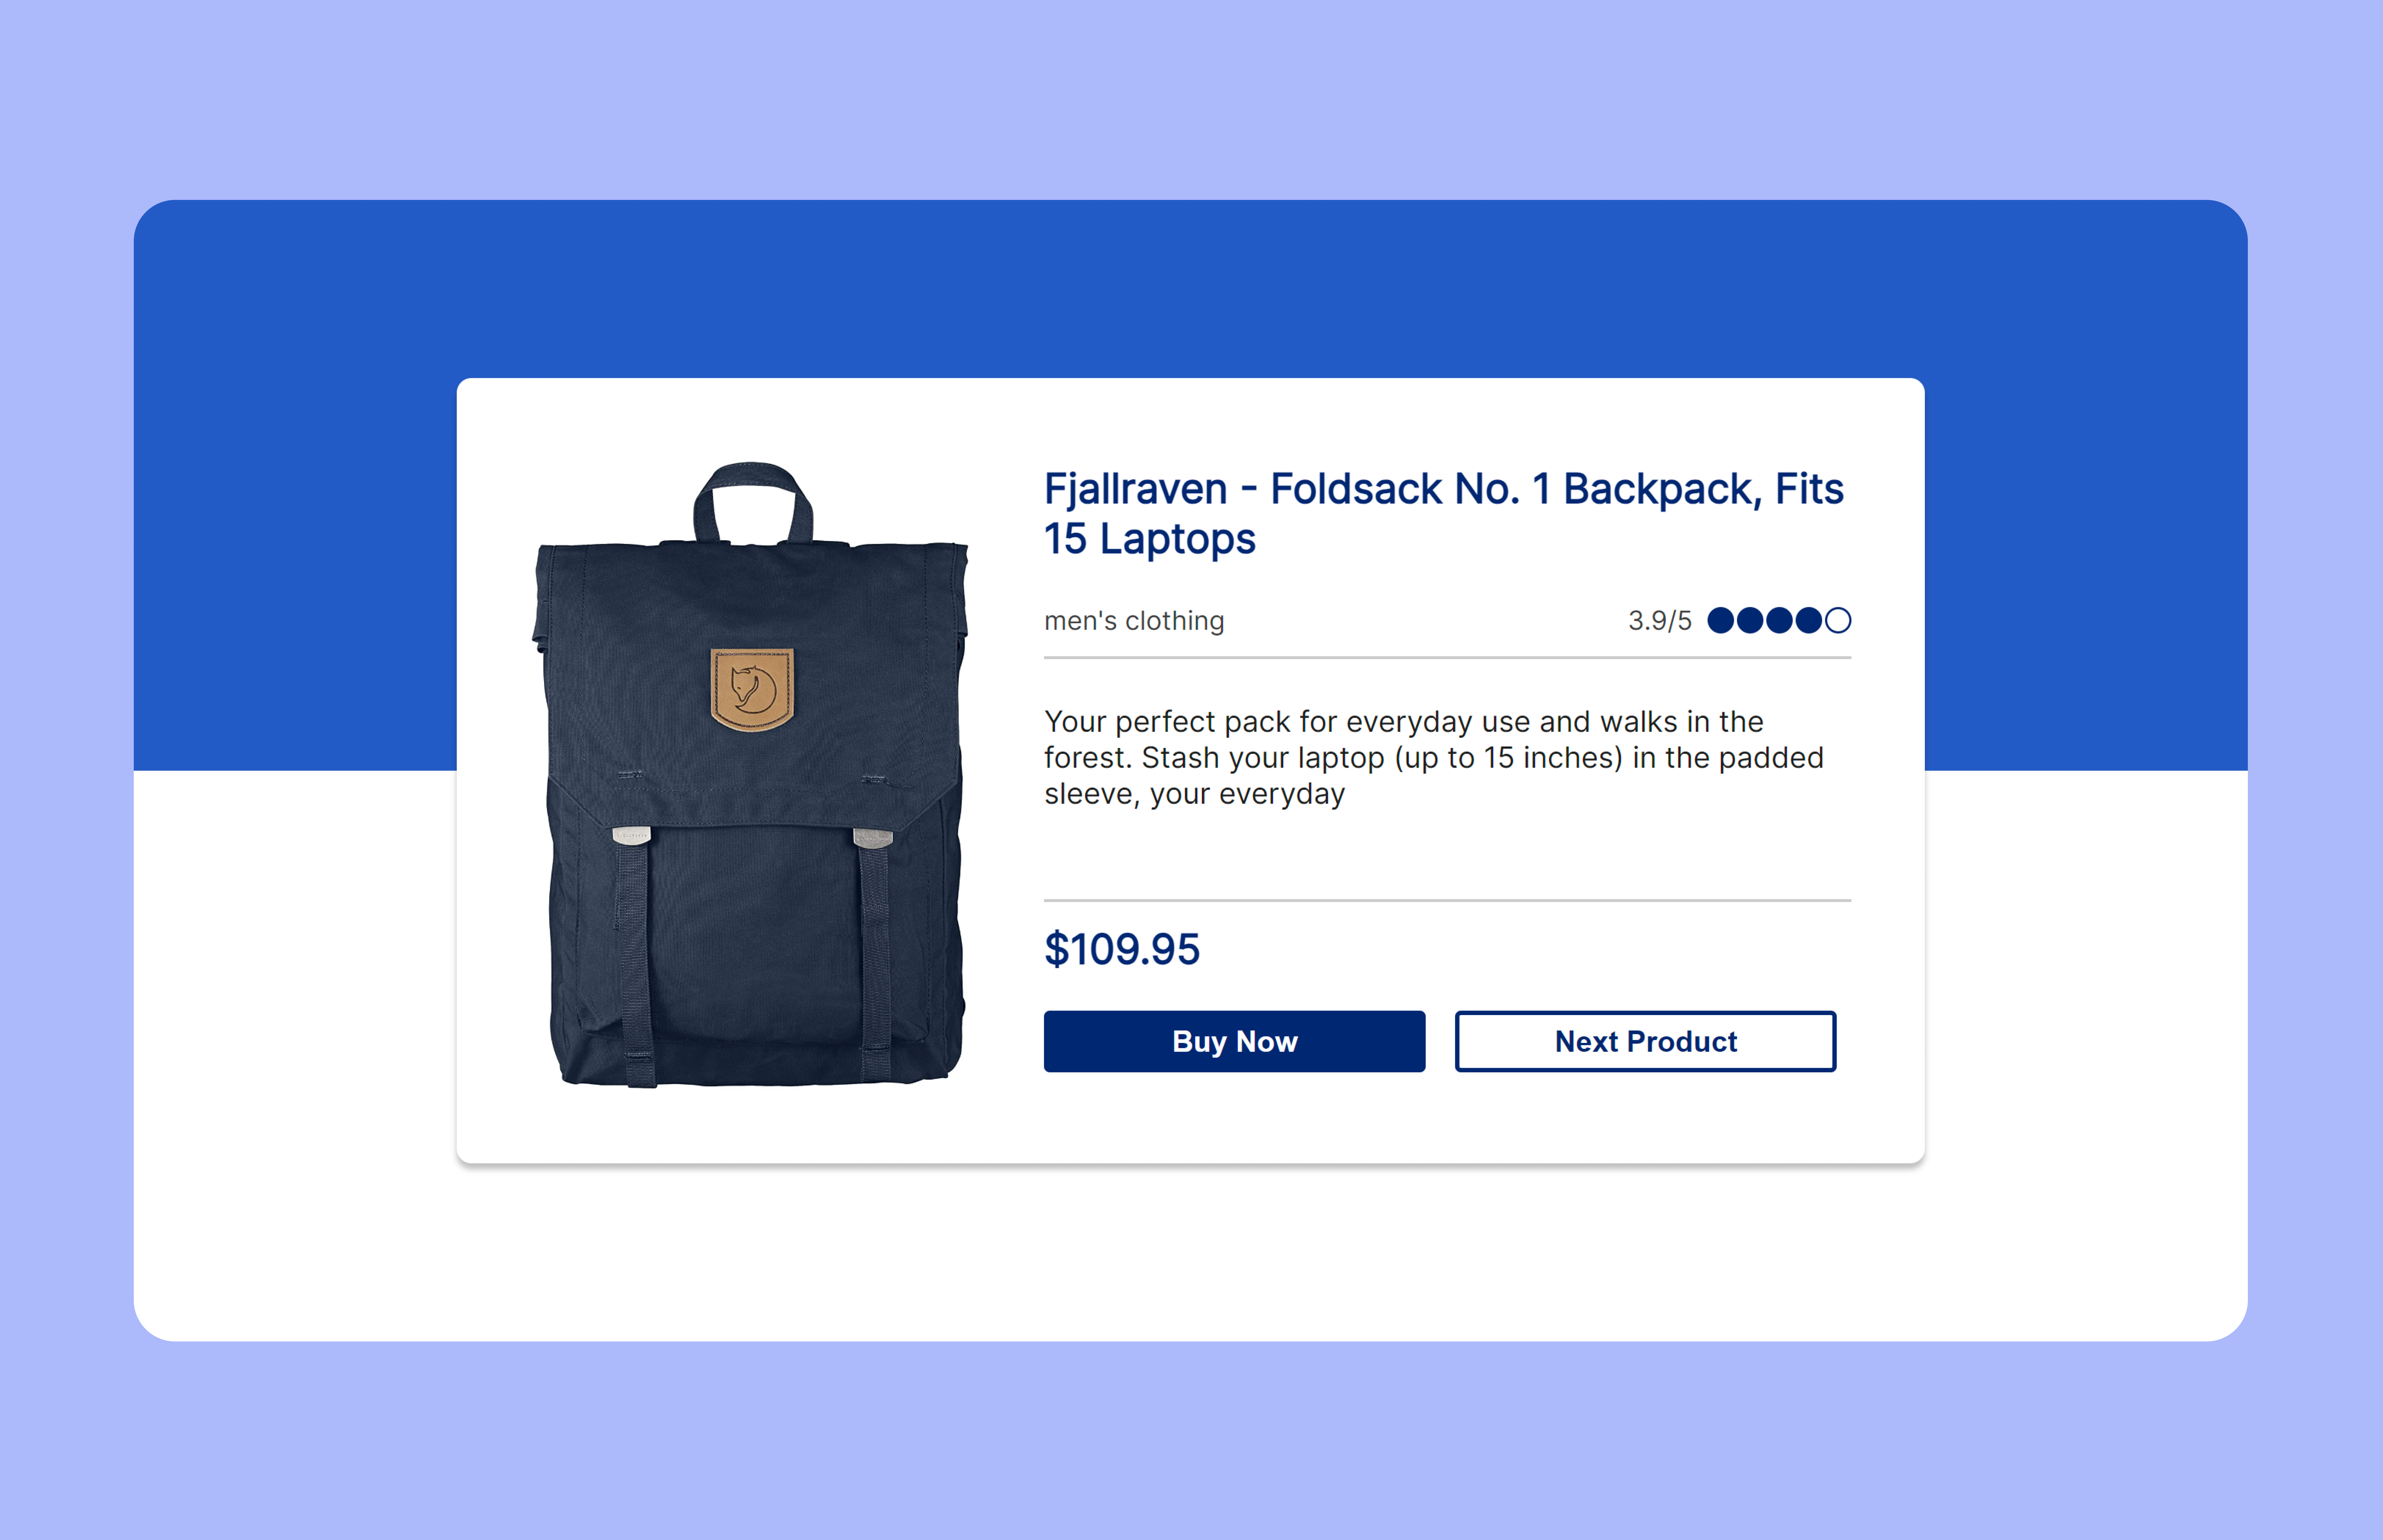 Fjallraven - Foldsack No. 1 Backpack, Fits
15 Laptops
men's clothing
3.9/5
Your perfect pack for everyday use and walks in the
forest. Stash your laptop (up to 15 inches) in the padded
sleeve, your everyday
$109.95
Buy Now
Next Product